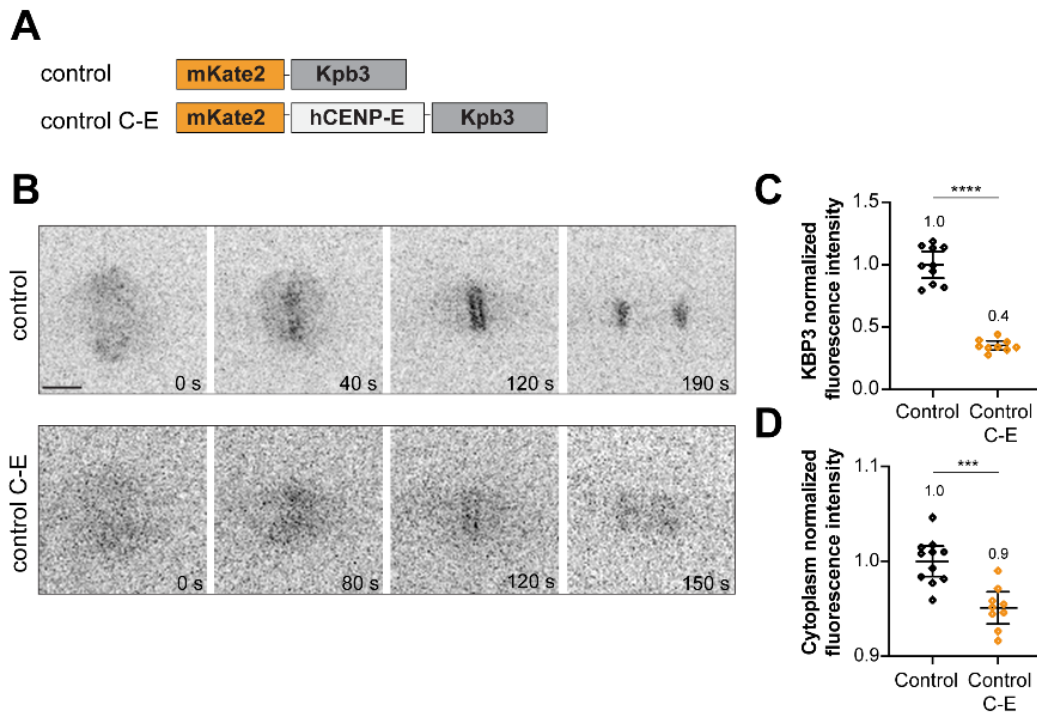 A
control mKate2 Kpb3
control C-E mKate2 hCENP-E Kpb3
B
control
0 s 40 s 120 s 190 s
control C-E
0 s 80 s 120 s 150 s
C
KBP3 normalized
fluorescence intensity
****
1.5
1.0
0.5
0.0
1.0
0.4
Control Control
C-E
D
Cytoplasm normalized
fluorescence intensity
***
1.1
1.0
0.9
1.0
0.9
Control Control
C-E